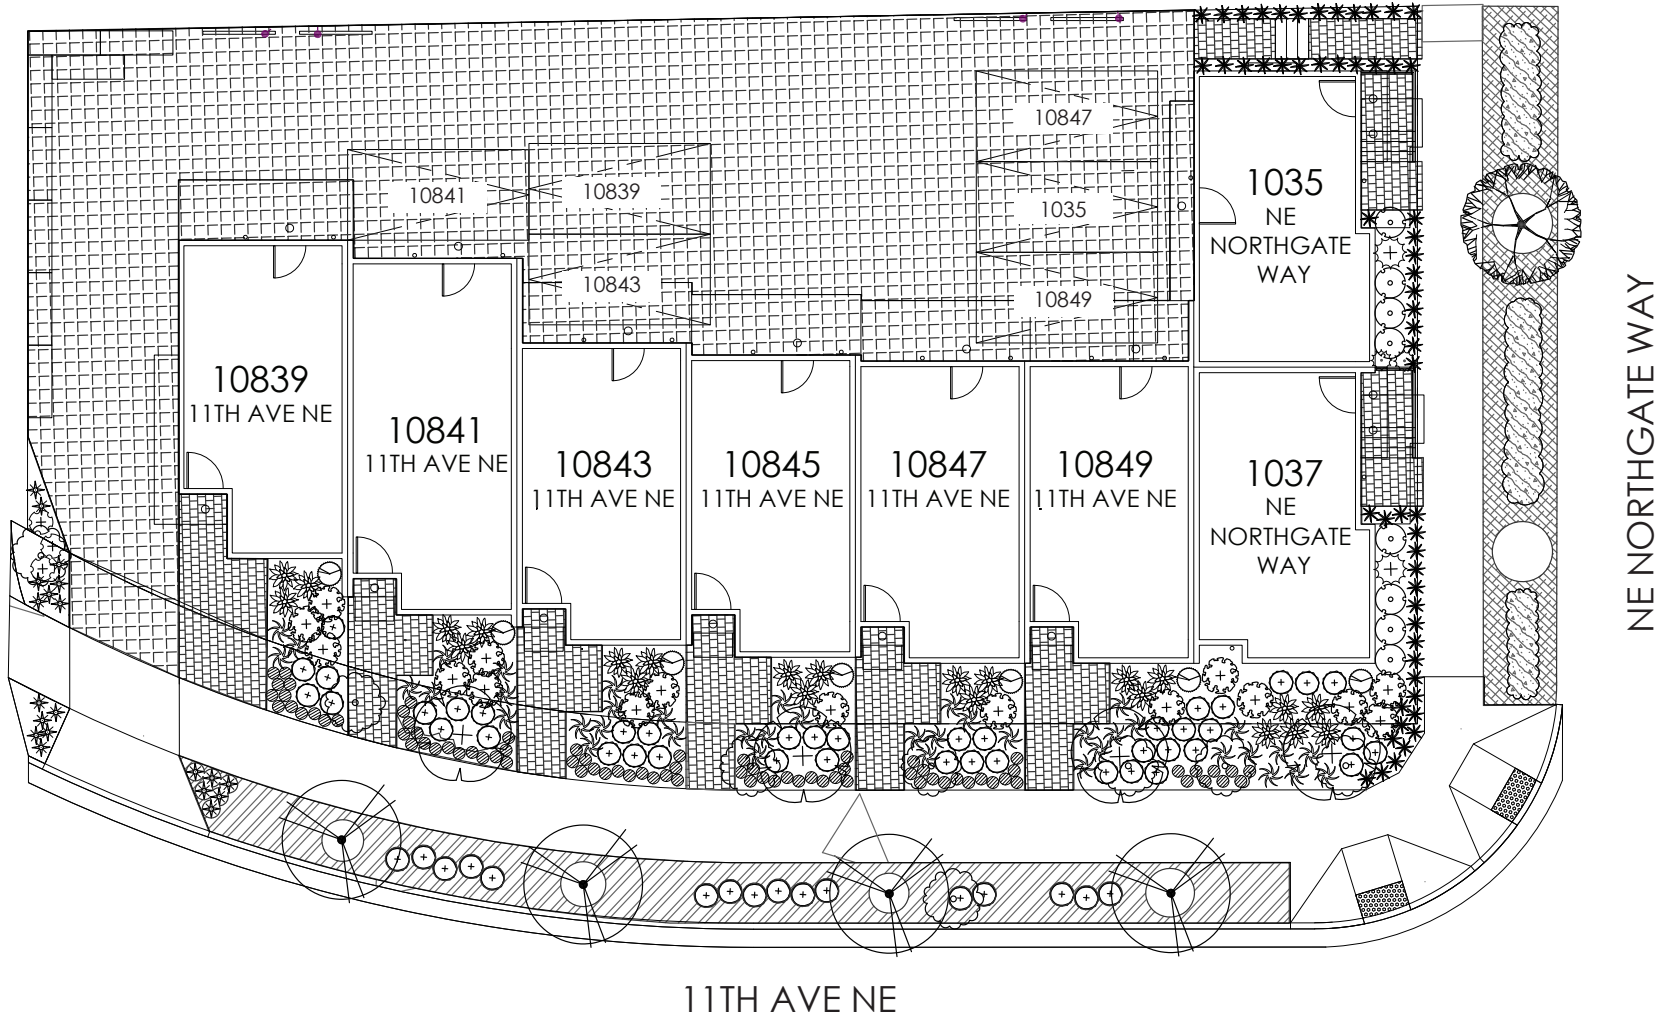 10847
10841
10839
1035
10843
10849
1035
NE
NORTHGATE
WAY
10839
11TH AVE NE
10841
11TH AVE NE
10843
11TH AVE NE
10845
11TH AVE NE
10847
11TH AVE NE
10849
11TH AVE NE
1037
NE
NORTHGATE
WAY
NE NORTHGATE WAY
11TH AVE NE